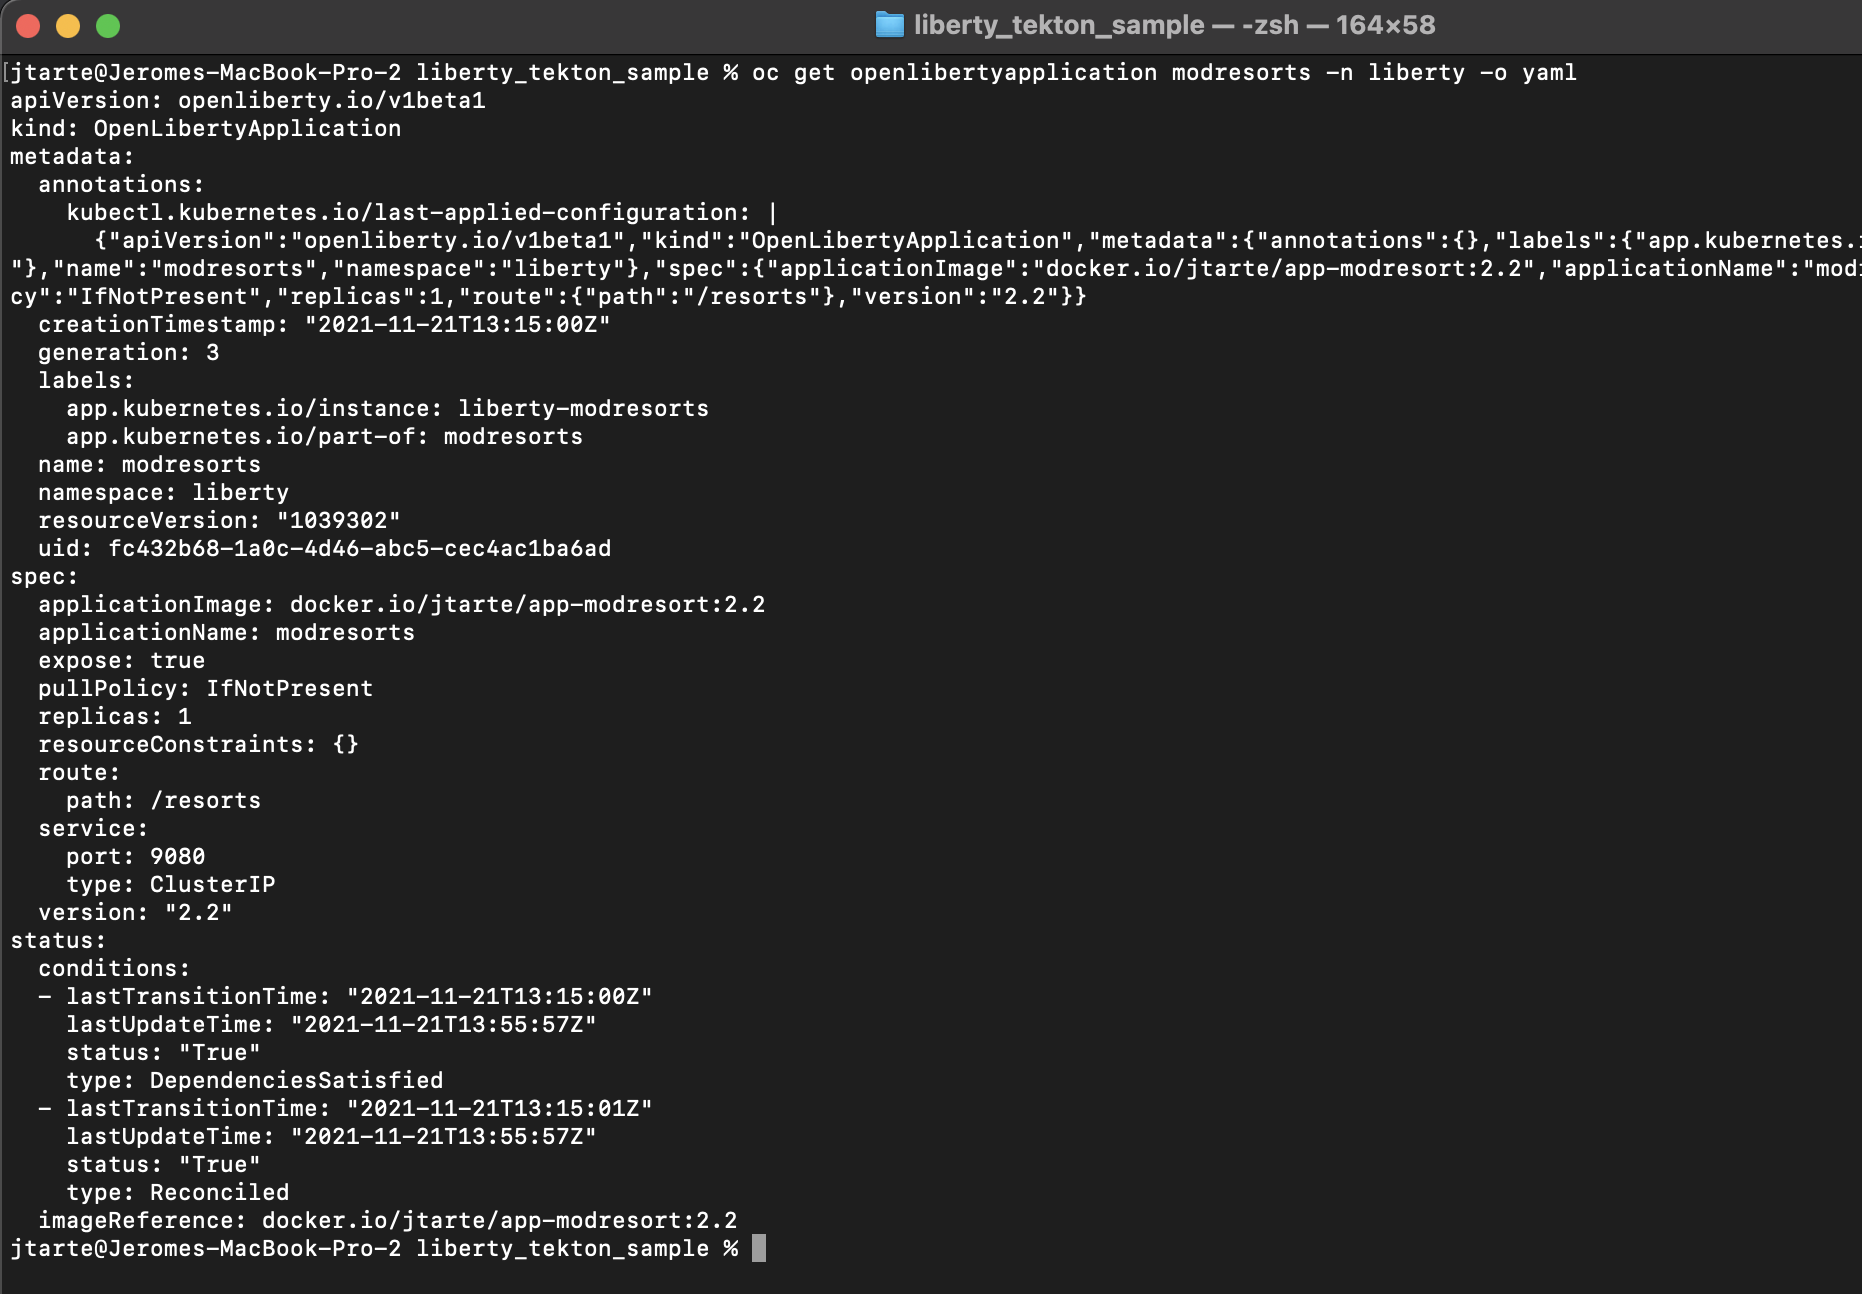 liberty_tekton_sample — -zsh — 164×58
[jtarte@Jeromes-MacBook-Pro-2 liberty_tekton_sample % oc get openlibertyapplication modresorts -n liberty -o yaml
apiVersion: openliberty.io/v1beta1
kind: OpenLibertyApplication
metadata:
  annotations:
    kubectl.kubernetes.io/last-applied-configuration: |
      {"apiVersion":"openliberty.io/v1beta1","kind":"OpenLibertyApplication","metadata":{"annotations":{},"labels":{"app.kubernetes.i
"},"name":"modresorts","namespace":"liberty"},"spec":{"applicationImage":"docker.io/jtarte/app-modresort:2.2","applicationName":"mod
cy":"IfNotPresent","replicas":1,"route":{"path":"/resorts"},"version":"2.2"}}
  creationTimestamp: "2021-11-21T13:15:00Z"
  generation: 3
  labels:
    app.kubernetes.io/instance: liberty-modresorts
    app.kubernetes.io/part-of: modresorts
  name: modresorts
  namespace: liberty
  resourceVersion: "1039302"
  uid: fc432b68-1a0c-4d46-abc5-cec4ac1ba6ad
spec:
  applicationImage: docker.io/jtarte/app-modresort:2.2
  applicationName: modresorts
  expose: true
  pullPolicy: IfNotPresent
  replicas: 1
  resourceConstraints: {}
  route:
    path: /resorts
  service:
    port: 9080
    type: ClusterIP
  version: "2.2"
status:
  conditions:
  - lastTransitionTime: "2021-11-21T13:15:00Z"
    lastUpdateTime: "2021-11-21T13:55:57Z"
    status: "True"
    type: DependenciesSatisfied
  - lastTransitionTime: "2021-11-21T13:15:01Z"
    lastUpdateTime: "2021-11-21T13:55:57Z"
    status: "True"
    type: Reconciled
  imageReference: docker.io/jtarte/app-modresort:2.2
jtarte@Jeromes-MacBook-Pro-2 liberty_tekton_sample %